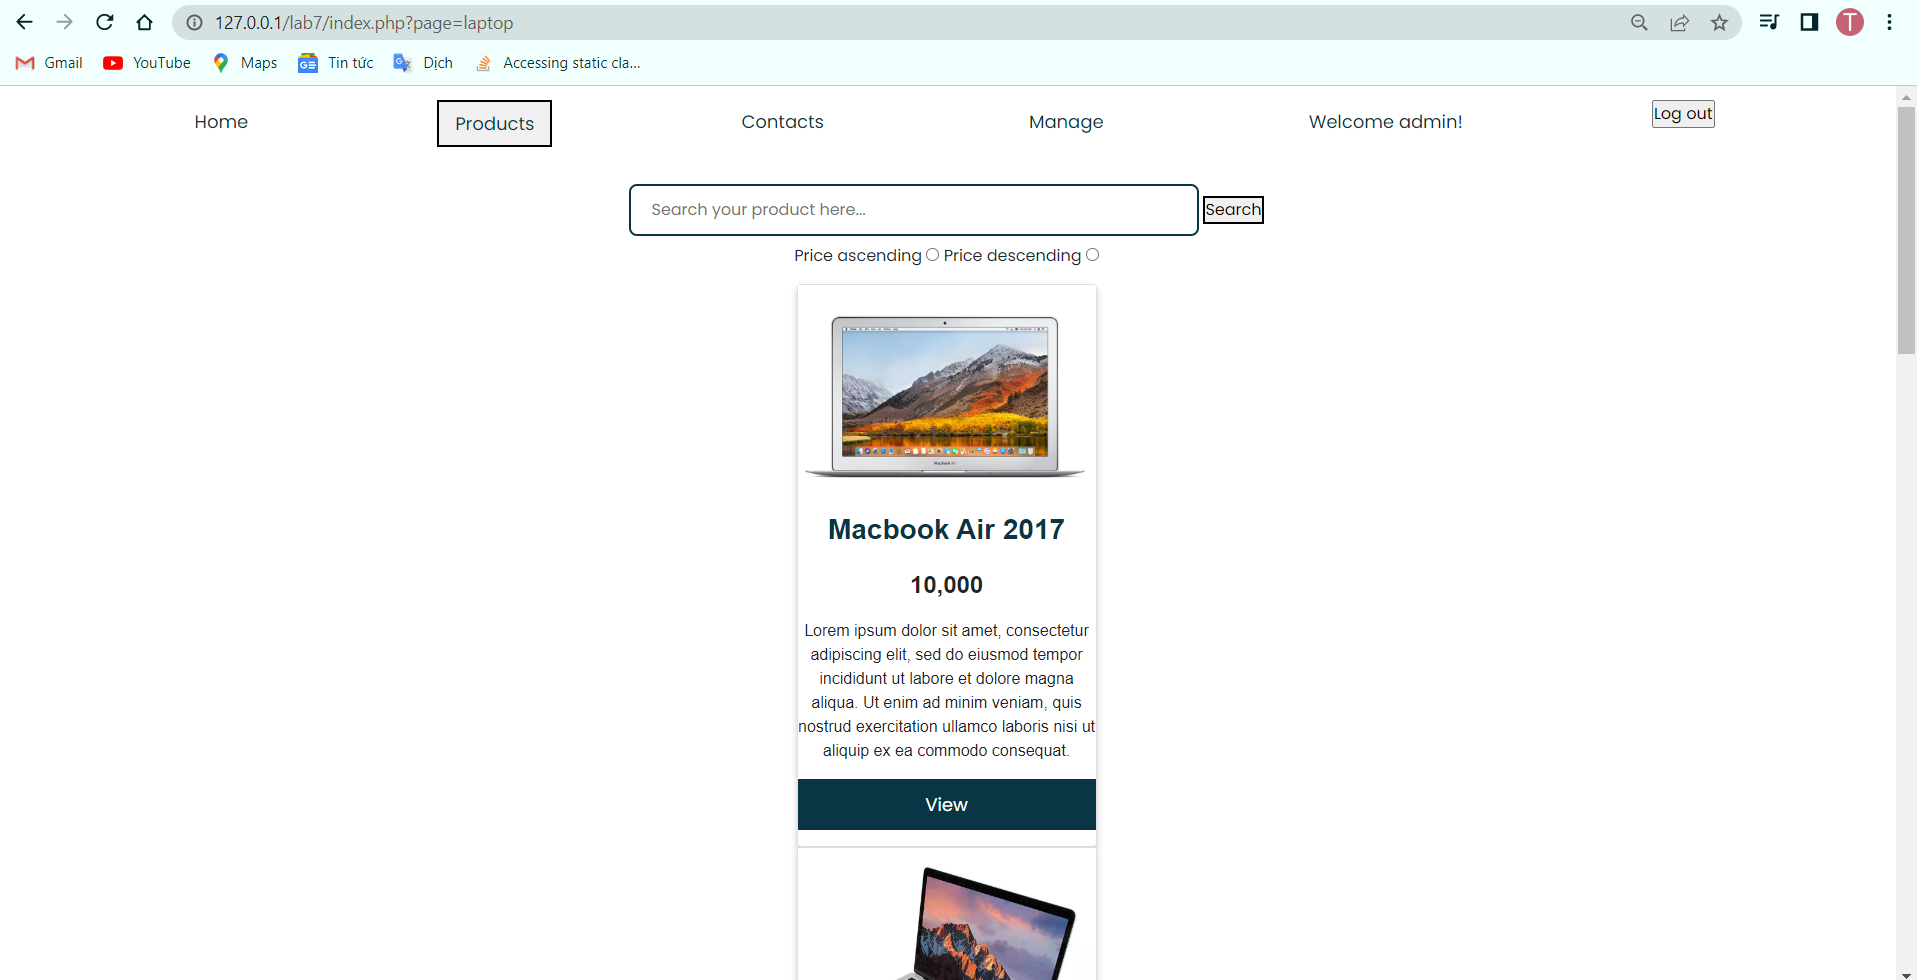 127.0.0.1/lab7/index.php?page=laptop
T
Gmail YouTube Maps Tin tức Dịch Accessing static cla...
Home Products Contacts Manage Welcome admin! Log out
Search your product here... Search
Price ascending Price descending
Macbook Air 2017
10,000
Lorem ipsum dolor sit amet, consectetur
adipiscing elit, sed do eiusmod tempor
incididunt ut labore et dolore magna
aliqua. Ut enim ad minim veniam, quis
nostrud exercitation ullamco laboris nisi ut
aliquip ex ea commodo consequat.
View